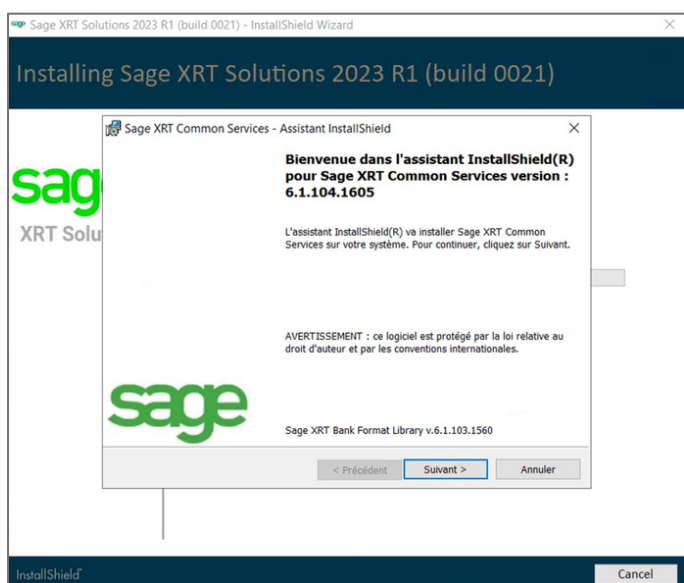 sage Sage XRT Solutions 2023 R1 (build 0021) - InstallShield Wizard
Installing Sage XRT Solutions 2023 R1 (build 0021)
Sage XRT Common Services - Assistant InstallShield
Bienvenue dans l'assistant InstallShield(R)
pour Sage XRT Common Services version :
6.1.104.1605
sag
XRT Solu
L'assistant InstallShield(R) va installer Sage XRT Common
Services sur votre système. Pour continuer, cliquez sur Suivant.
AVERTISSEMENT : ce logiciel est protégé par la loi relative au
droit d'auteur et par les conventions internationales.
sage
Sage XRT Bank Format Library v.6.1.103.1560
< Précédent Suivant > Annuler
InstallShield Cancel